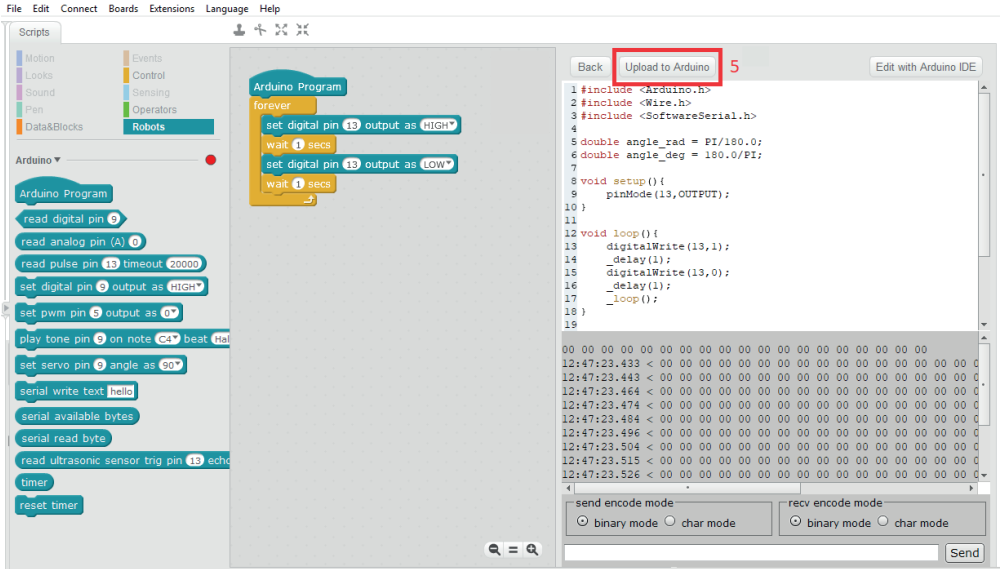 File Edit Connect Boards Extensions Language Help
Scripts
Motion Events
Looks Control
Sound Sensing
Pen Operators
Data&Blocks Robots
Arduino
Arduino Program
read digital pin 9
read analog pin (A) 0
read pulse pin 13 timeout 20000
set digital pin 9 output as HIGH
set pwm pin 5 output as 0
play tone pin 9 on note C4 beat Hal
set servo pin 9 angle as 90
serial write text hello
serial available bytes
serial read byte
read ultrasonic sensor trig pin 13 echo
timer
reset timer
Arduino Program
forever
set digital pin 13 output as HIGH
wait 1 secs
set digital pin 13 output as LOW
wait 1 secs
Back Upload to Arduino 5 Edit with Arduino IDE
1 #include <Arduino.h>
2 #include <Wire.h>
3 #include <SoftwareSerial.h>
4
5 double angle_rad = PI/180.0;
6 double angle_deg = 180.0/PI;
7
8 void setup(){
9 pinMode(13,OUTPUT);
10 }
11
12 void loop(){
13 digitalWrite(13,1);
14 _delay(1);
15 digitalWrite(13,0);
16 _delay(1);
17 _loop();
18 }
19
00 00 00 00 00 00 00 00 00 00 00 00 00 00 00 00 00 00 00 00
12:47:23.433 < 00 00 00 00 00 00 00 00 00 00 00 00 00 00 00 00 00 0
12:47:23.443 < 00 00 00 00 00 00 00 00 00 00 00 00 00 00 00 00 00 0
12:47:23.464 < 00 00 00 00 00 00 00 00 00 00 00 00 00 00 00 00 00 0
12:47:23.474 < 00 00 00 00 00 00 00 00 00 00 00 00 00 00 00 00 00 0
12:47:23.484 < 00 00 00 00 00 00 00 00 00 00 00 00 00 00 00 00 00 0
12:47:23.496 < 00 00 00 00 00 00 00 00 00 00 00 00 00 00 00 00 00 0
12:47:23.504 < 00 00 00 00 00 00 00 00 00 00 00 00 00 00 00 00 00 0
12:47:23.515 < 00 00 00 00 00 00 00 00 00 00 00 00 00 00 00 00 00 0
12:47:23.526 < 00 00 00 00 00 00 00 00 00 00 00 00 00 00 00 00 00 0
send encode mode recv encode mode
binary mode char mode binary mode char mode
Send